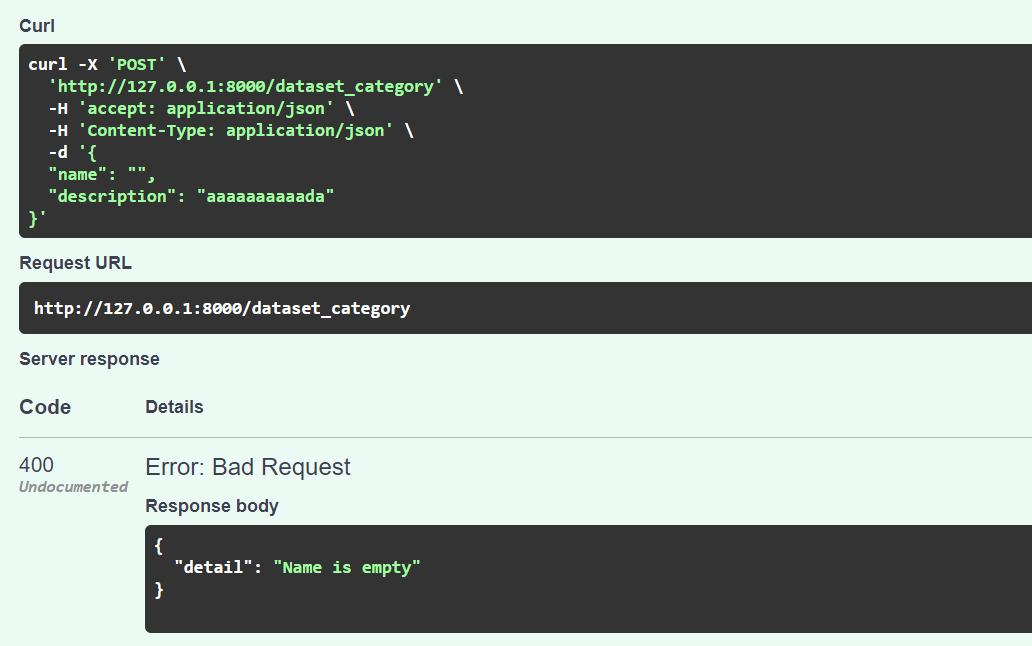 Curl
curl -X 'POST' \
  'http://127.0.0.1:8000/dataset_category' \
  -H 'accept: application/json' \
  -H 'Content-Type: application/json' \
  -d '{
  "name": "",
  "description": "aaaaaaaaaada"
}'
Request URL
http://127.0.0.1:8000/dataset_category
Server response
Code Details
400 Error: Bad Request
Undocumented
Response body
{
  "detail": "Name is empty"
}